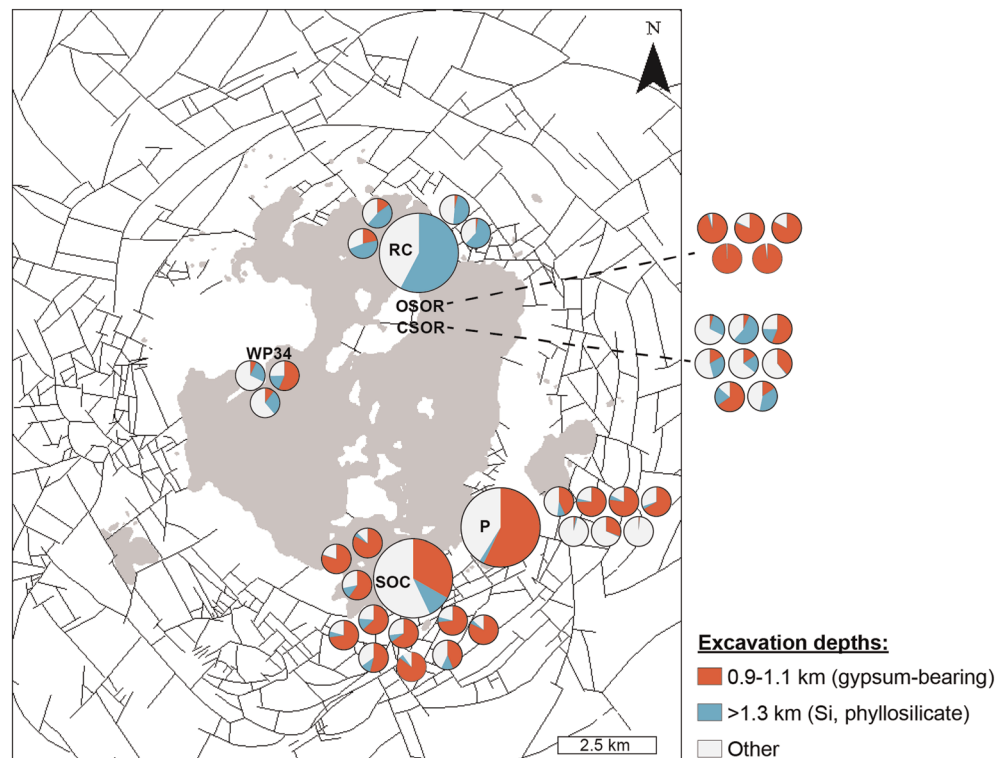 N
RC
OSOR
CSOR
WP34
P
SOC
Excavation depths:
0.9-1.1 km (gypsum-bearing)
>1.3 km (Si, phyllosilicate)
Other
2.5 km